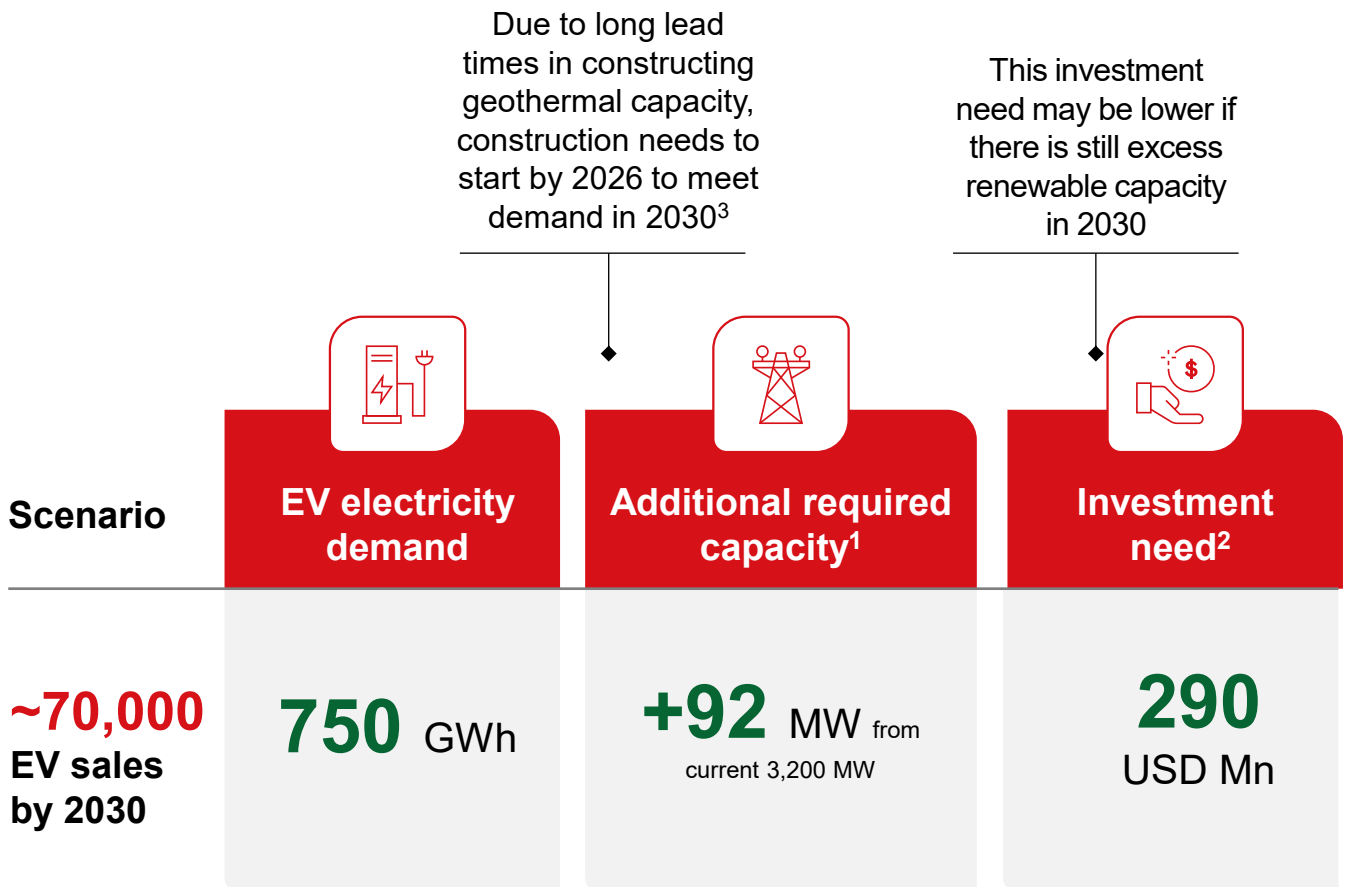 Due to long lead
times in constructing
geothermal capacity,
construction needs to
start by 2026 to meet
demand in 2030³
This investment
need may be lower if
there is still excess
renewable capacity
in 2030
$
Scenario
EV electricity
demand
Additional required
capacity¹
Investment
need²
~70,000
EV sales
by 2030
750 GWh
+92 MW from
current 3,200 MW
290
USD Mn